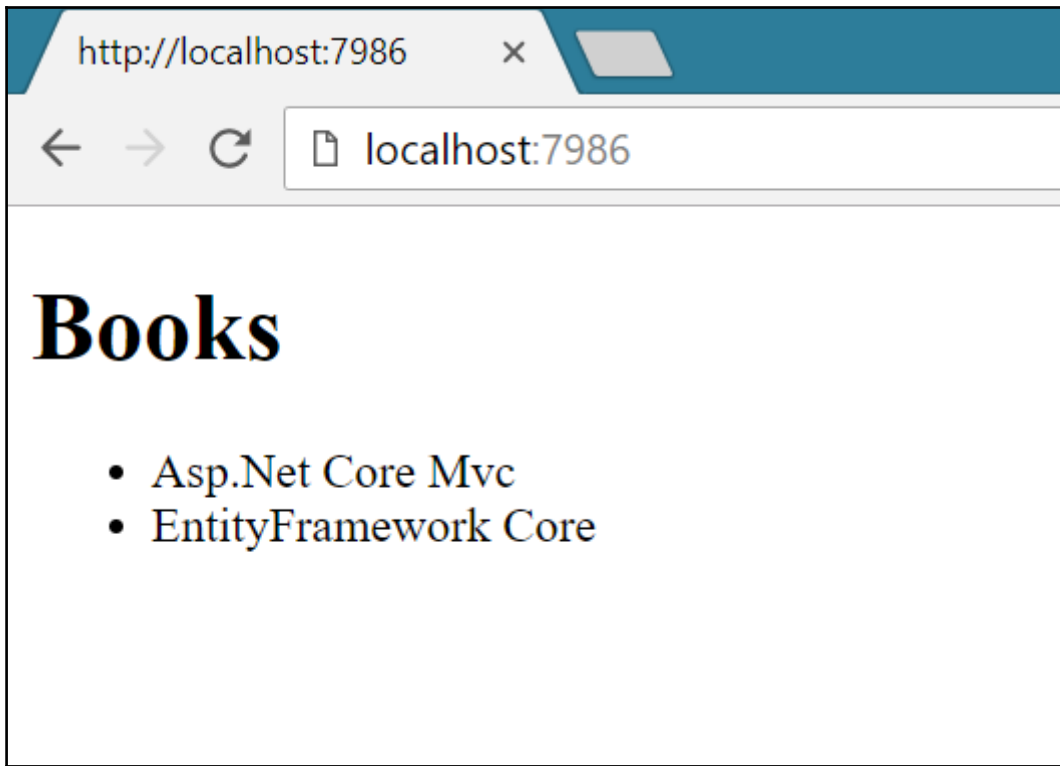 http://localhost:7986
localhost:7986
Books
Asp.Net Core Mvc
EntityFramework Core